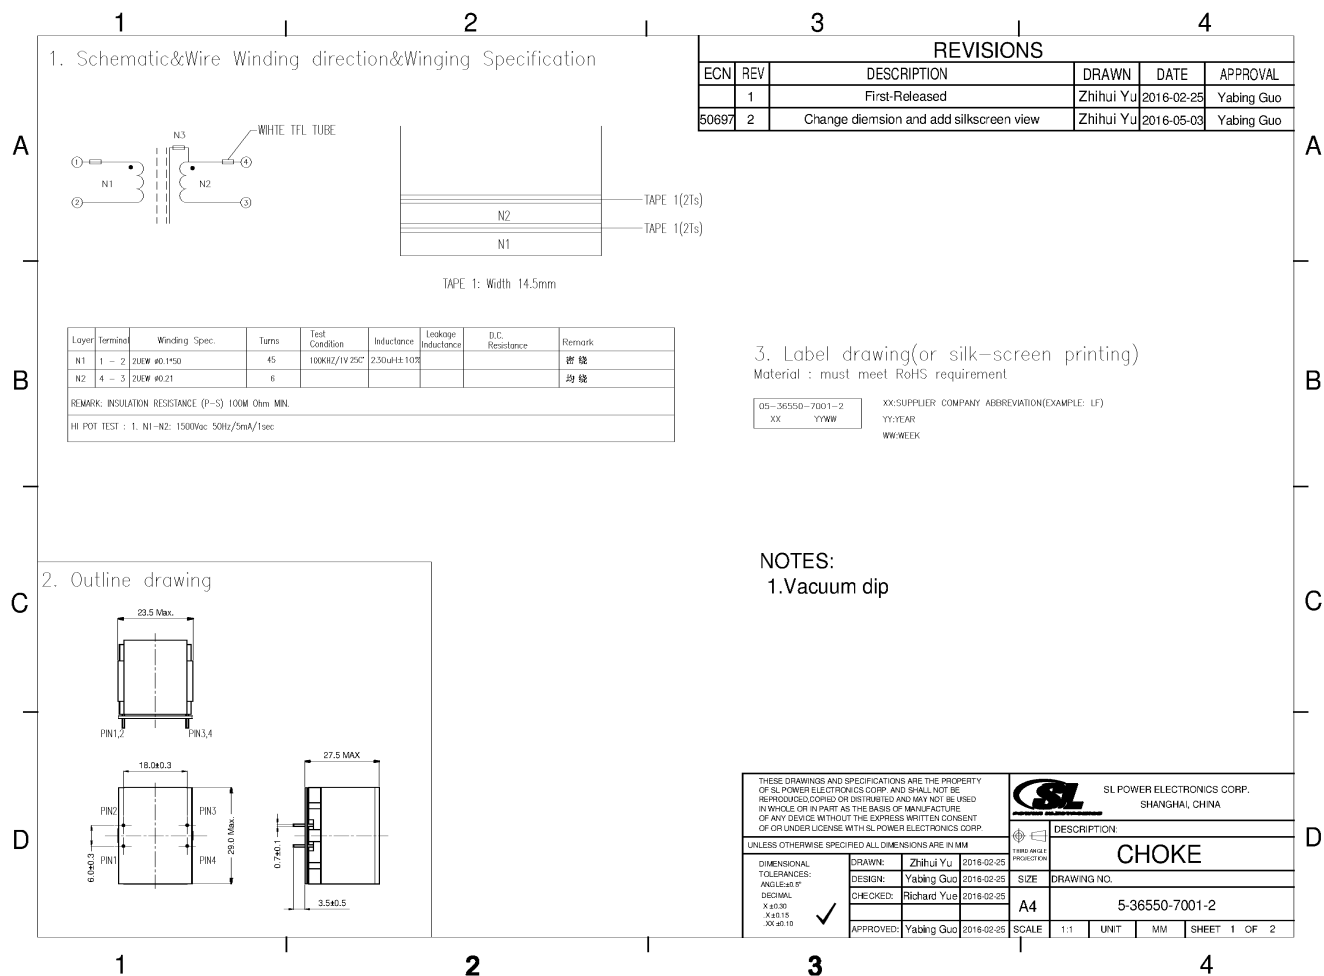 1 2 3 4
A
B
C
D
1. Schematic&Wire Winding direction&Winging Specification
N3
WIHTE TFL TUBE
1 4
N1 N2
2 3
N2
N1
TAPE 1(2Ts)
TAPE 1(2Ts)
TAPE 1: Width 14.5mm
REVISIONS
ECN REV DESCRIPTION DRAWN DATE APPROVAL
1 First-Released Zhihui Yu 2016-02-25 Yabing Guo
50697 2 Change diemsion and add silkscreen view Zhihui Yu 2016-05-03 Yabing Guo
A
B
C
D
Layer Terminal Winding Spec. Turns Test Condition Inductance Leakage Inductance D.C. Resistance Remark
N1 1 - 2 2UEW ø0.1*50 45 100KHZ/1V 25C° 230uH±10% 密 绕
N2 4 - 3 2UEW ø0.21 6 均 绕
REMARK: INSULATION RESISTANCE (P-S) 100M Ohm MIN.
HI POT TEST : 1. N1-N2: 1500Vac 50Hz/5mA/1sec
3. Label drawing(or silk-screen printing)
Material : must meet RoHS requirement
05-36550-7001-2
XX YYWW
XX:SUPPLIER COMPANY ABBREVIATION(EXAMPLE: LF)
YY:YEAR
WW:WEEK
NOTES:
1.Vacuum dip
2. Outline drawing
23.5 Max.
PIN1,2 PIN3,4
18.0±0.3
PIN2 PIN3
PIN1 PIN4
6.0±0.3
29.0 Max.
27.5 MAX
0.7±0.1
3.5±0.5
THESE DRAWINGS AND SPECIFICATIONS ARE THE PROPERTY
OF SL POWER ELECTRONICS CORP. AND SHALL NOT BE
REPRODUCED,COPIED OR DISTRUBTED AND MAY NOT BE USED
IN WHOLE OR IN PART AS THE BASIS OF MANUFACTURE
OF ANY DEVICE WITHOUT THE EXPRESS WRITTEN CONSENT
OF OR UNDER LICENSE WITH SL POWER ELECTRONICS CORP.
UNLESS OTHERWISE SPECIFIED ALL DIMENSIONS ARE IN MM
DIMENSIONAL
TOLERANCES:
ANGLE:±0.5°
DECIMAL
X ±0.30
.X ±0.15
.XX ±0.10
DRAWN: Zhihui Yu 2016-02-25
DESIGN: Yabing Guo 2016-02-25
CHECKED: Richard Yue 2016-02-25
APPROVED: Yabing Guo 2016-02-25
SL
POWER ELECTRONICS
SL POWER ELECTRONICS CORP.
SHANGHAI, CHINA
THIRD ANGLE
PROJECTION
DESCRIPTION:
CHOKE
SIZE DRAWING NO.
A4 5-36550-7001-2
SCALE 1:1 UNIT MM SHEET 1 OF 2
1 2 3 4